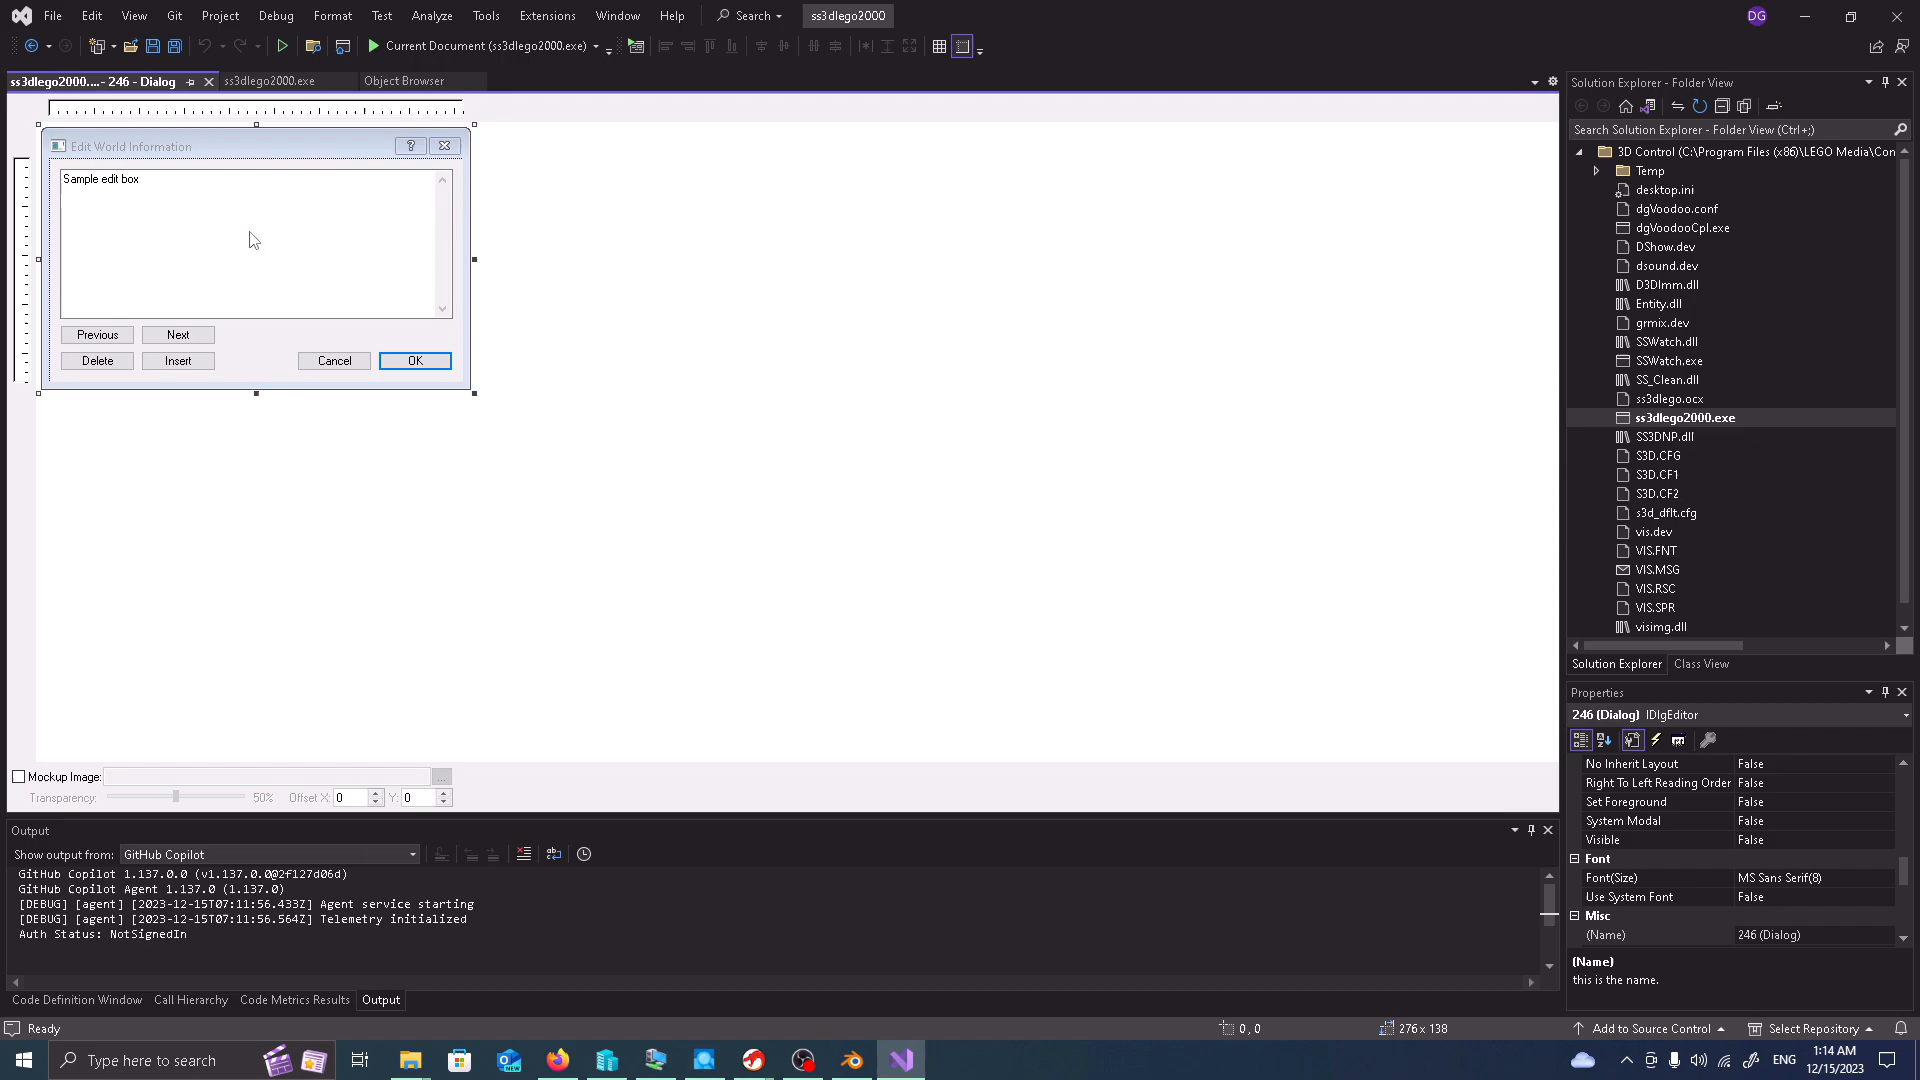 File Edit View Git Project Debug Format Test Analyze Tools Extensions Window Help Search ss3dlego2000 DG
Current Document (ss3dlego2000.exe)
ss3dlego2000.... - 246 - Dialog ss3dlego2000.exe Object Browser
Edit World Information ?
Sample edit box
Previous Next
Delete Insert Cancel OK
Mockup Image: ...
Transparency: 50% Offset X: 0 Y: 0
Output
Show output from: GitHub Copilot
GitHub Copilot 1.137.0.0 (v1.137.0.0@2f127d06d)
GitHub Copilot Agent 1.137.0 (1.137.0)
[DEBUG] [agent] [2023-12-15T07:11:56.433Z] Agent service starting
[DEBUG] [agent] [2023-12-15T07:11:56.564Z] Telemetry initialized
Auth Status: NotSignedIn
Code Definition Window Call Hierarchy Code Metrics Results Output
Solution Explorer - Folder View
Search Solution Explorer - Folder View (Ctrl+;)
3D Control (C:\Program Files (x86)\LEGO Media\Con
Temp
desktop.ini
dgVoodoo.conf
dgVoodooCpl.exe
DShow.dev
dsound.dev
D3DImm.dll
Entity.dll
grmix.dev
SSWatch.dll
SSWatch.exe
SS_Clean.dll
ss3dlego.ocx
ss3dlego2000.exe
SS3DNP.dll
S3D.CFG
S3D.CF1
S3D.CF2
s3d_dflt.cfg
vis.dev
VIS.FNT
VIS.MSG
VIS.RSC
VIS.SPR
visimg.dll
Solution Explorer Class View
Properties
246 (Dialog) IDlgEditor
No Inherit Layout False
Right To Left Reading Order False
Set Foreground False
System Modal False
Visible False
Font
Font(Size) MS Sans Serif(8)
Use System Font False
Misc
(Name) 246 (Dialog)
(Name)
this is the name.
Ready 0, 0 276 x 138 Add to Source Control Select Repository
Type here to search NEW ENG 1:14 AM
12/15/2023